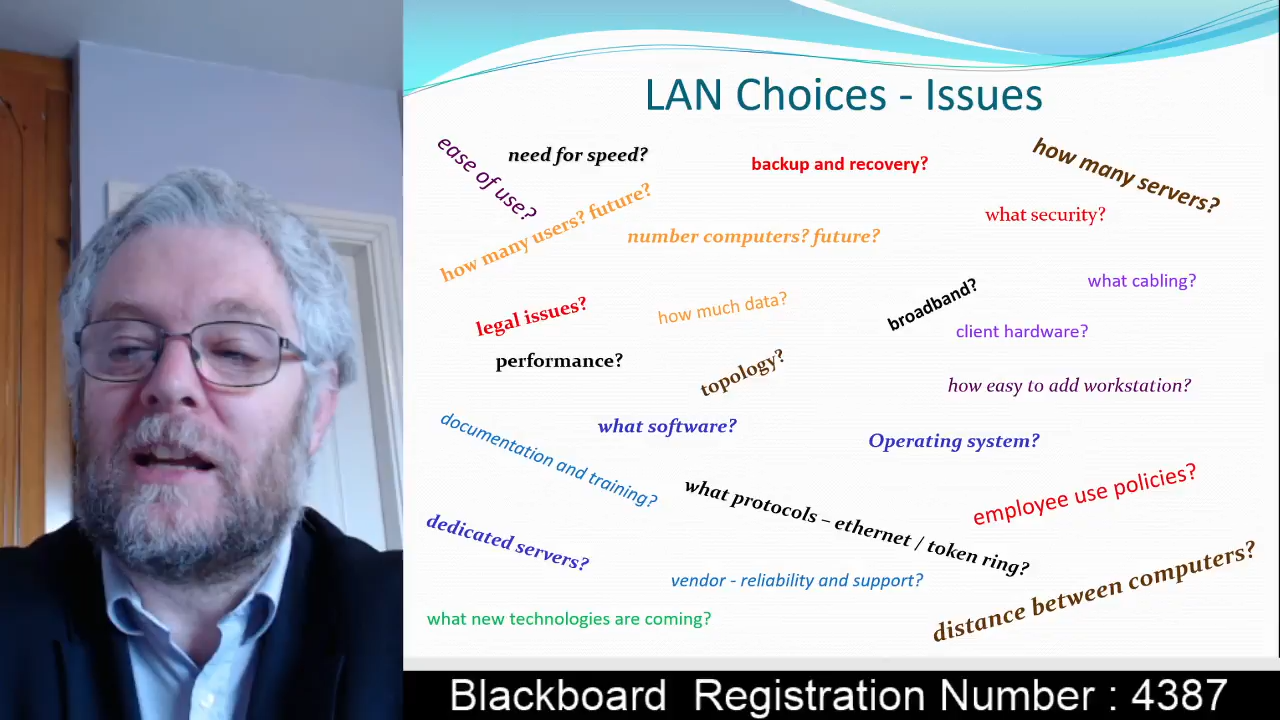 LAN Choices - Issues
ease of use?
need for speed?
backup and recovery?
how many servers?
how many users? future?
number computers? future?
what security?
legal issues?
how much data?
broadband?
what cabling?
client hardware?
performance?
topology?
how easy to add workstation?
documentation and training?
what software?
Operating system?
what protocols – ethernet / token ring?
employee use policies?
dedicated servers?
vendor - reliability and support?
distance between computers?
what new technologies are coming?
Blackboard Registration Number : 4387